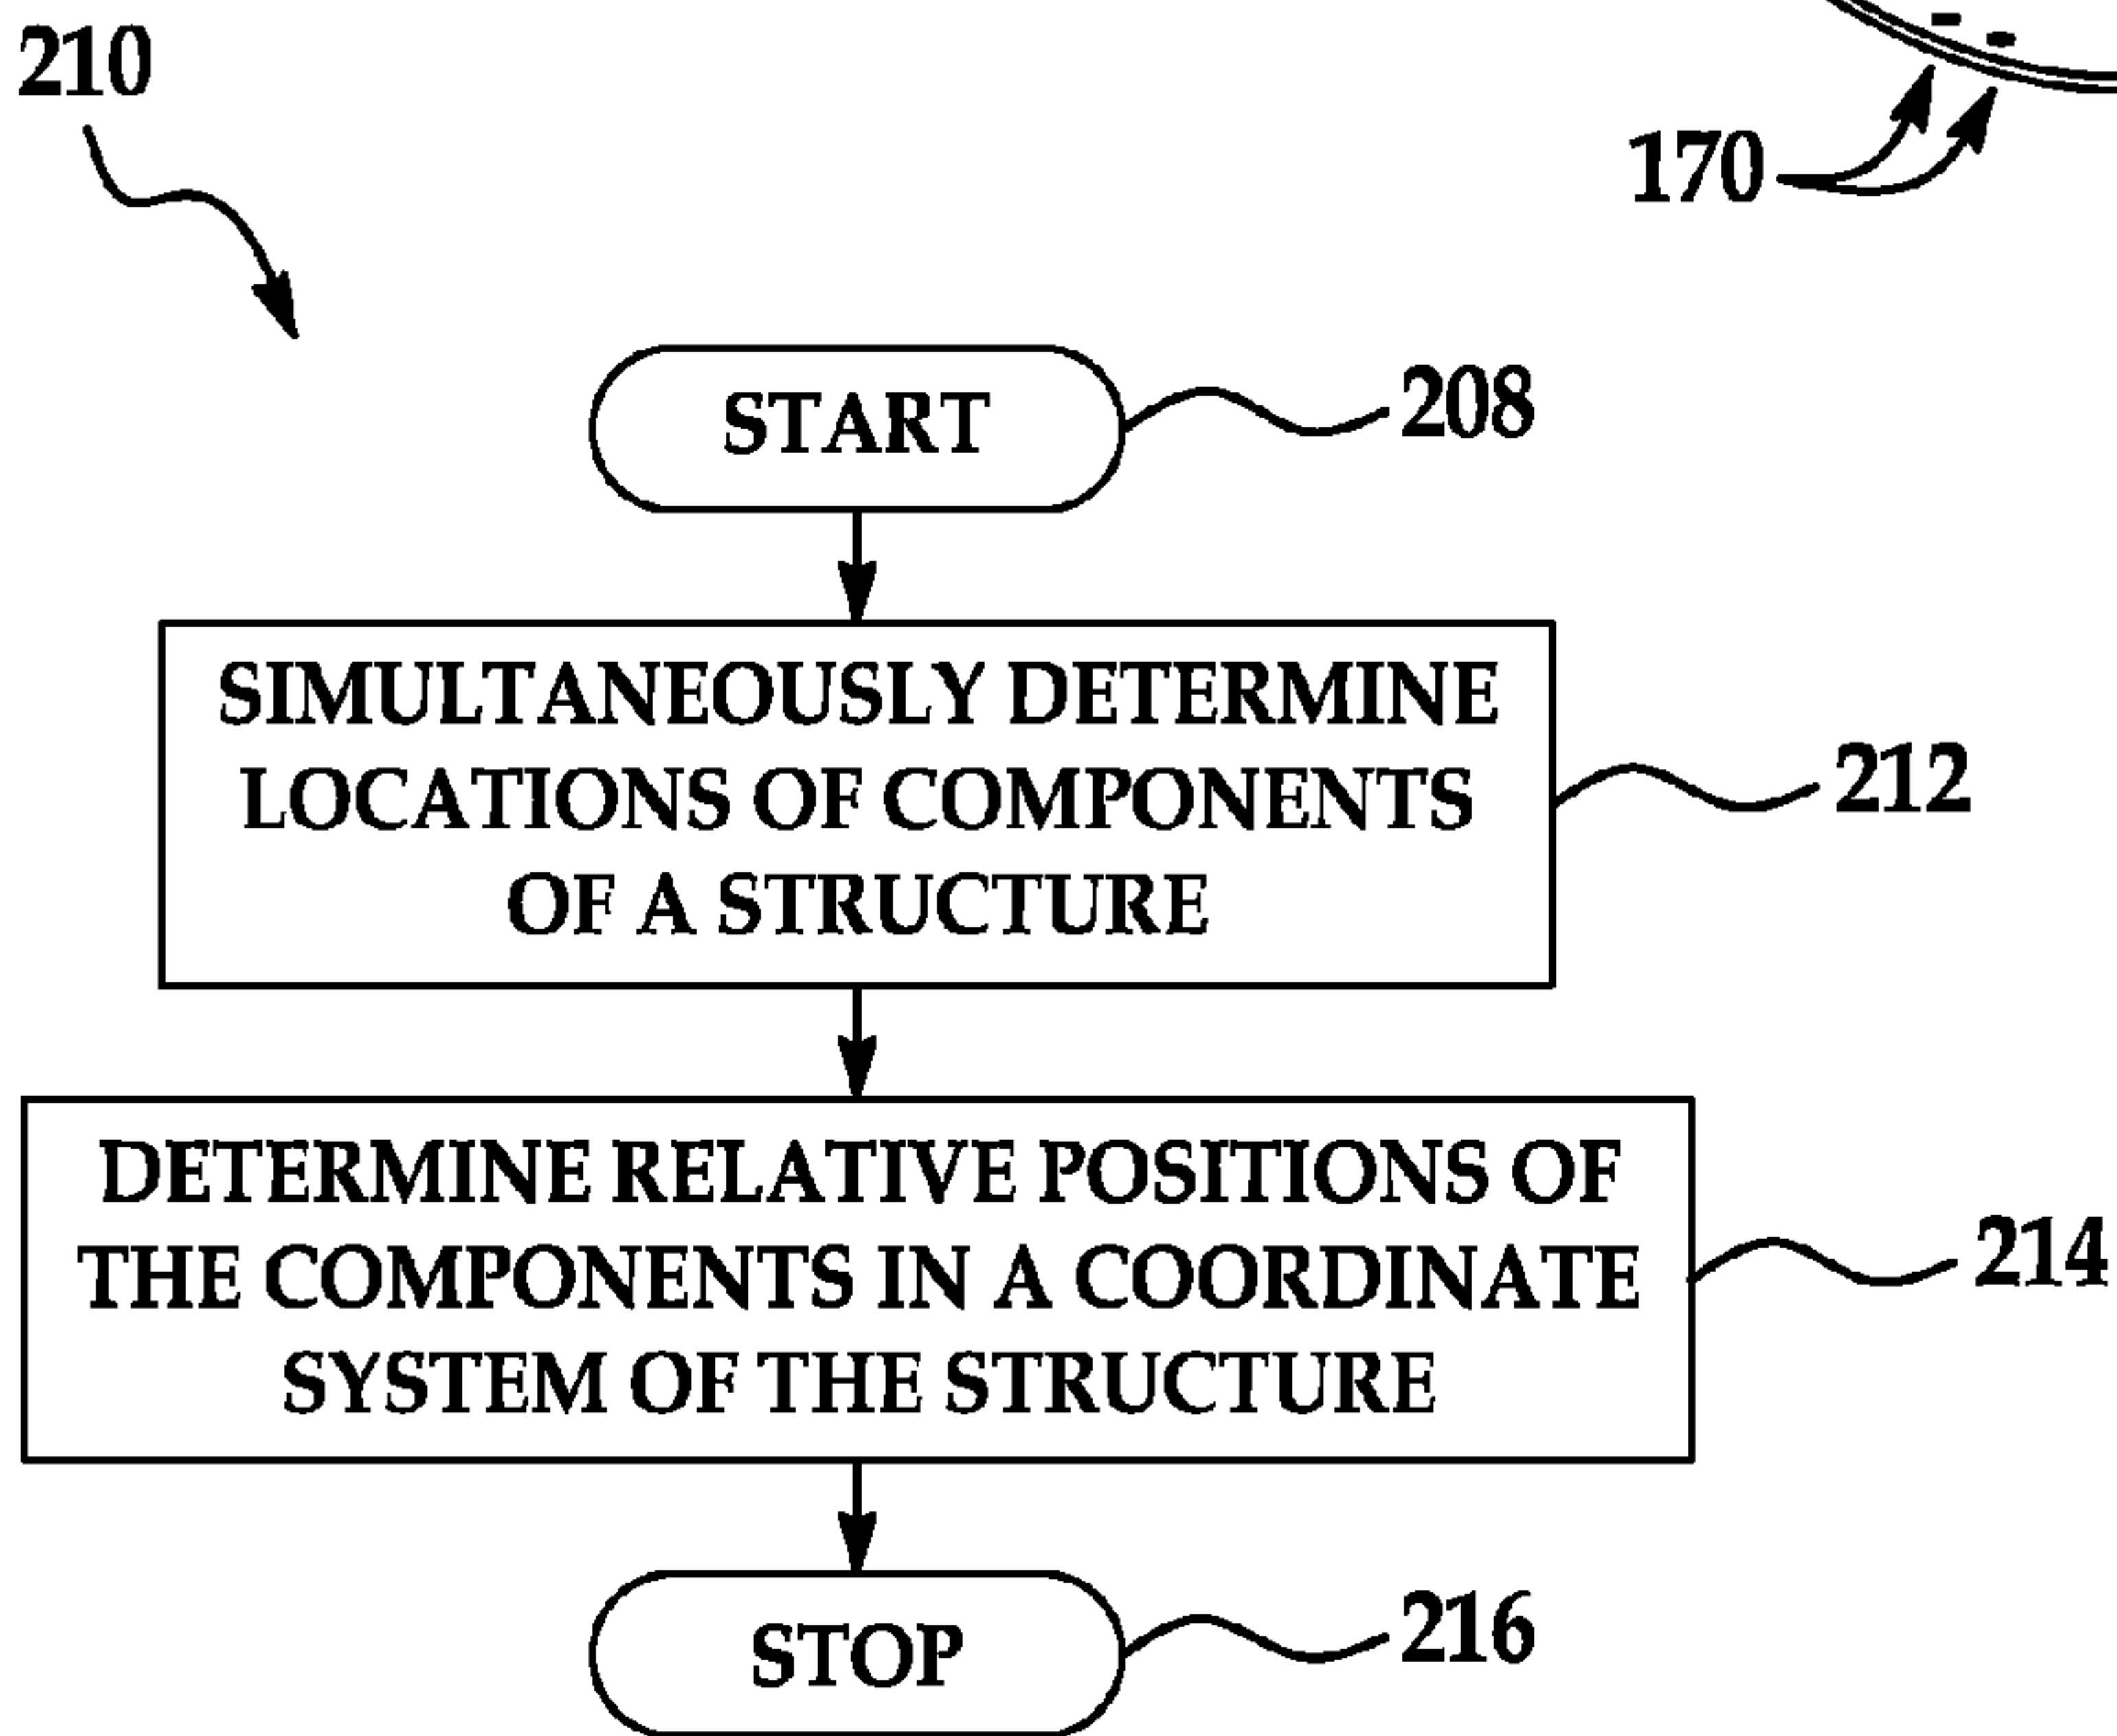 210
170
START
208
SIMULTANEOUSLY DETERMINE
LOCATIONS OF COMPONENTS
OF A STRUCTURE
212
DETERMINE RELATIVE POSITIONS OF
THE COMPONENTS IN A COORDINATE
SYSTEM OF THE STRUCTURE
214
STOP
216